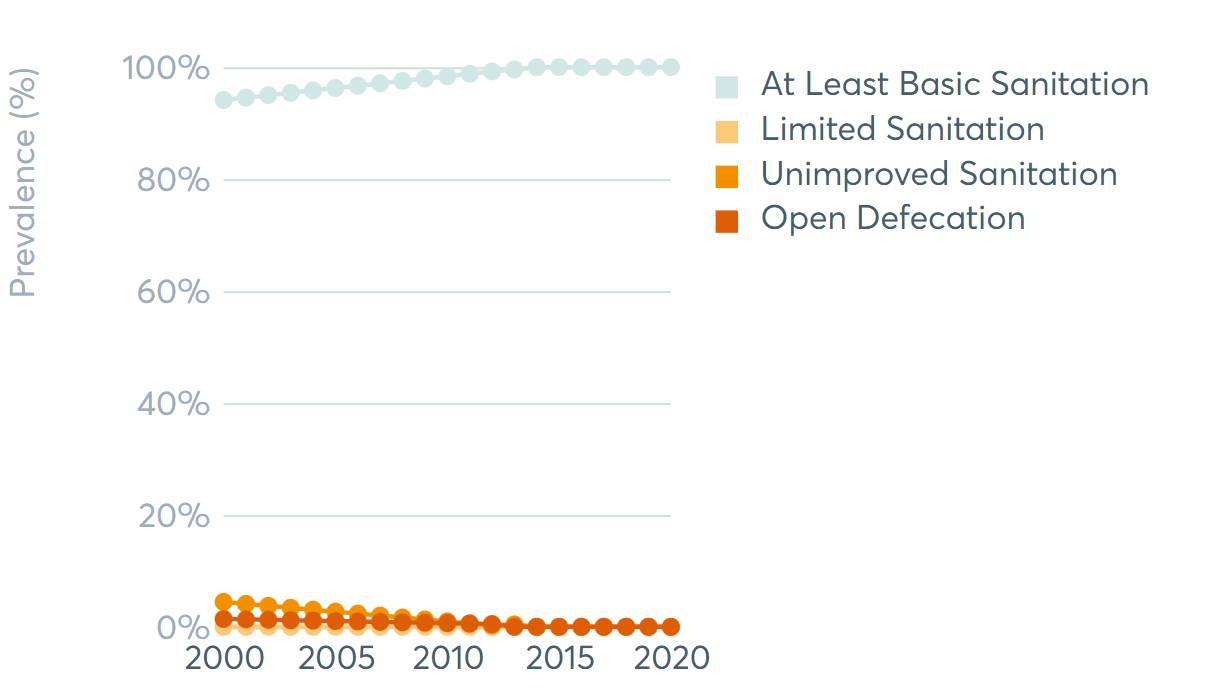 Prevalence (%)
100%
80%
60%
40%
20%
0%
2000 2005 2010 2015 2020
At Least Basic Sanitation
Limited Sanitation
Unimproved Sanitation
Open Defecation